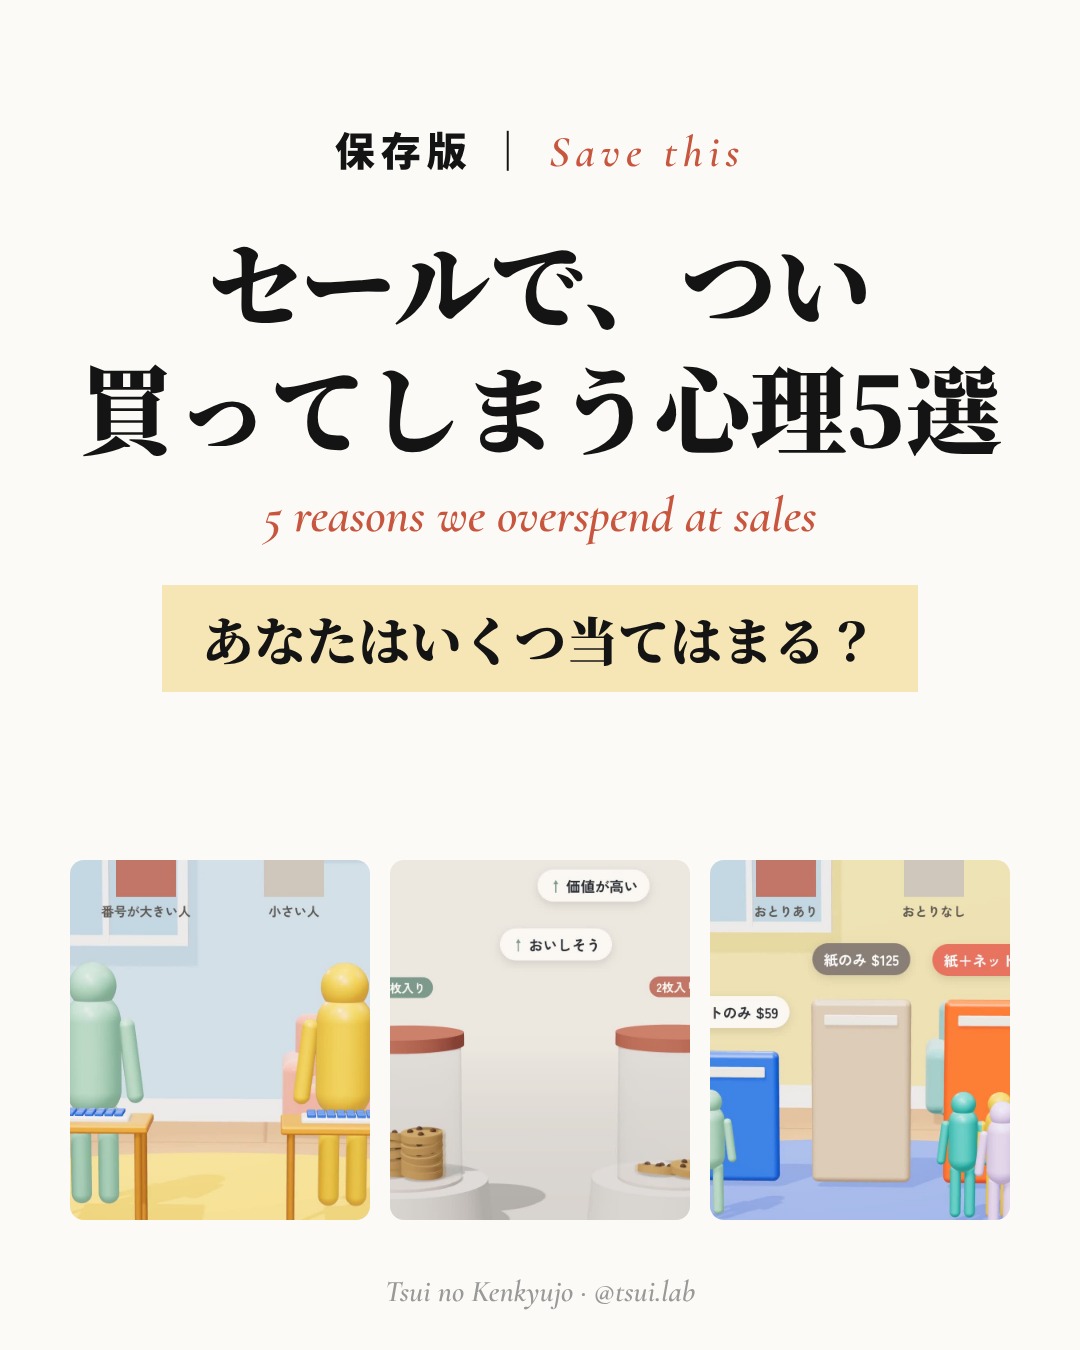 保存版 | Save this
セールで、つい
買ってしまう心理5選
5 reasons we overspend at sales
あなたはいくつ当てはまる？
番号が大きい人
小さい人
↑ 価値が高い
↑ おいしそう
枚入り
2枚入
おとりあり
おとりなし
紙のみ $125
紙＋ネット
トのみ $59
Tsui no Kenkyujo · @tsui.lab